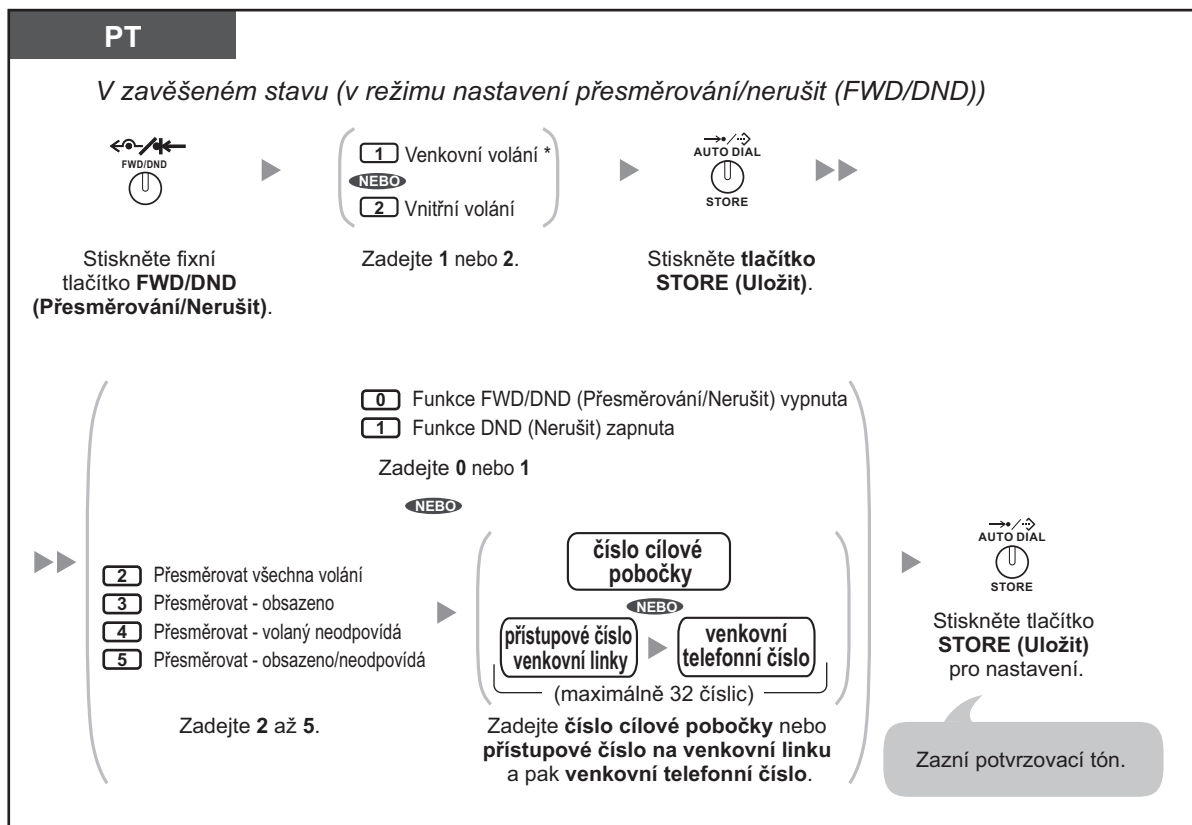 PT
V zavěšeném stavu (v režimu nastavení přesměrování/nerušit (FWD/DND))
FWD/DND
Stiskněte fixní
tlačítko FWD/DND
(Přesměrování/Nerušit).
1 Venkovní volání *
NEBO
2 Vnitřní volání
Zadejte 1 nebo 2.
AUTO DIAL
STORE
Stiskněte tlačítko
STORE (Uložit).
0 Funkce FWD/DND (Přesměrování/Nerušit) vypnuta
1 Funkce DND (Nerušit) zapnuta
Zadejte 0 nebo 1
NEBO
2 Přesměrovat všechna volání
3 Přesměrovat - obsazeno
4 Přesměrovat - volaný neodpovídá
5 Přesměrovat - obsazeno/neodpovídá
Zadejte 2 až 5.
číslo cílové
pobočky
NEBO
přístupové číslo
venkovní linky
venkovní
telefonní číslo
(maximálně 32 číslic)
Zadejte číslo cílové pobočky nebo
přístupové číslo na venkovní linku
a pak venkovní telefonní číslo.
AUTO DIAL
STORE
Stiskněte tlačítko
STORE (Uložit)
pro nastavení.
Zazní potvrzovací tón.